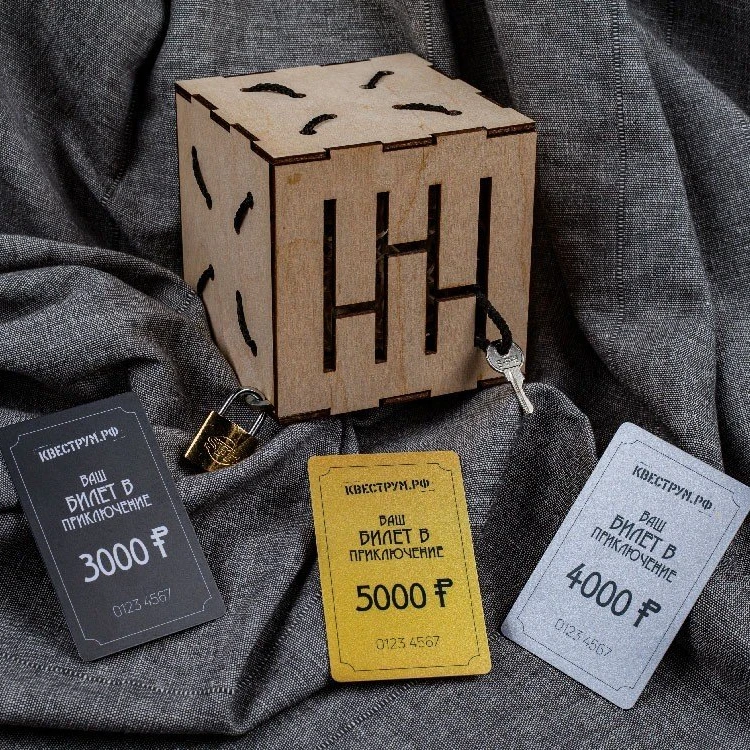 КВЕСТРУМ.РФ
ВАШ
БИЛЕТ В
ПРИКЛЮЧЕНИЕ
3000 ₽
0123 4567
КВЕСТРУМ.РФ
ВАШ
БИЛЕТ В
ПРИКЛЮЧЕНИЕ
5000 ₽
0123 4567
КВЕСТРУМ.РФ
ВАШ
БИЛЕТ В
ПРИКЛЮЧЕНИЕ
4000 ₽
0123 4567